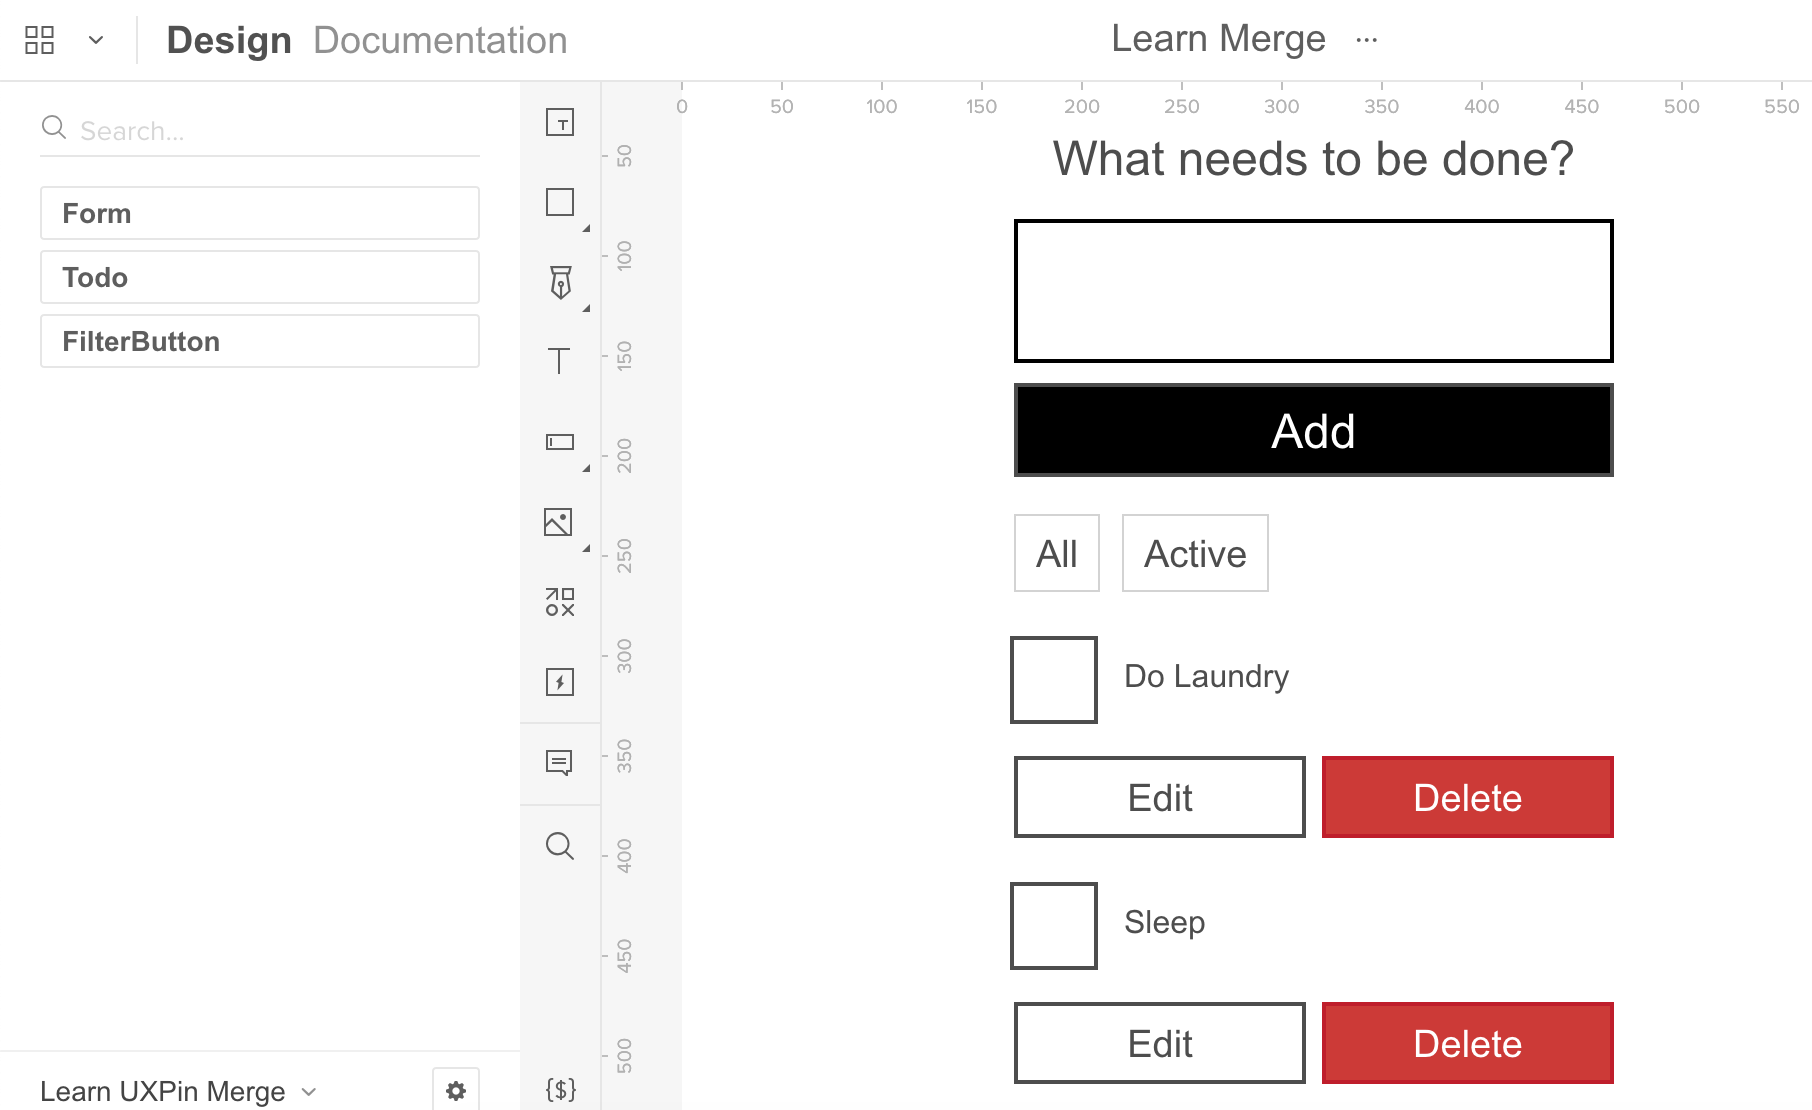 Design Documentation
Learn Merge ...
Search...
Form
Todo
FilterButton
Learn UXPin Merge
T
T
{$}
0 50 100 150 200 250 300 350 400 450 500 550
50
100
150
200
250
300
350
400
450
500
What needs to be done?
Add
All Active
Do Laundry
Edit Delete
Sleep
Edit Delete